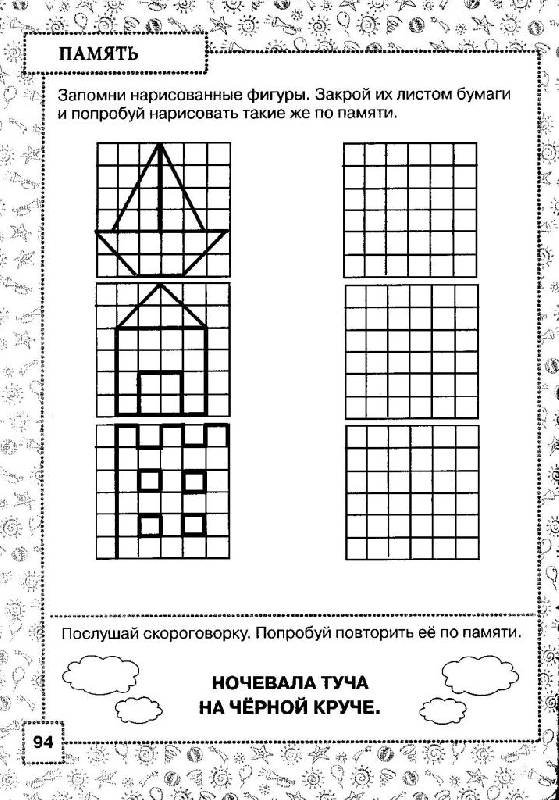 ПАМЯТЬ
Запомни нарисованные фигуры. Закрой их листом бумаги
и попробуй нарисовать такие же по памяти.
Послушай скороговорку. Попробуй повторить её по памяти.
НОЧЕВАЛА ТУЧА
НА ЧЁРНОЙ КРУЧЕ.
94